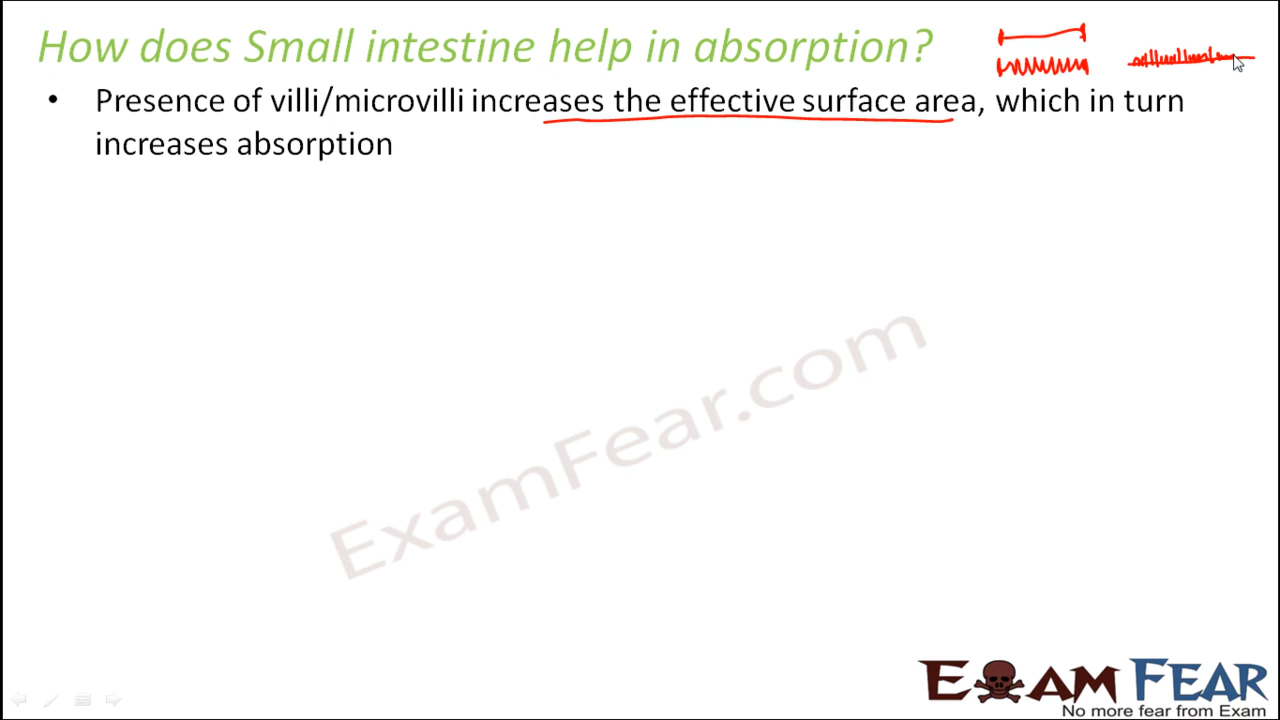 How does Small intestine help in absorption?
• Presence of villi/microvilli increases the effective surface area, which in turn
increases absorption
ExamFear.com
EXAM FEAR
No more fear from Exam